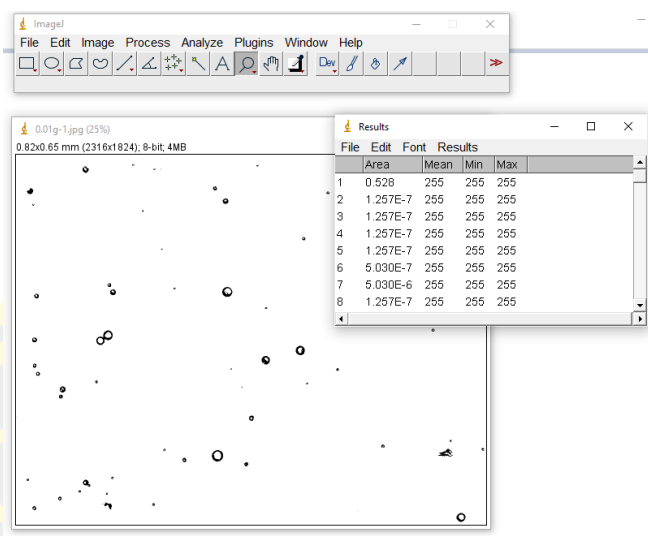 ImageJ
File Edit Image Process Analyze Plugins Window Help
A Dev
0.01g-1.jpg (25%)
0.82x0.65 mm (2316x1824); 8-bit; 4MB
Results
File Edit Font Results
Area Mean Min Max
1 0.528 255 255 255
2 1.257E-7 255 255 255
3 1.257E-7 255 255 255
4 1.257E-7 255 255 255
5 1.257E-7 255 255 255
6 5.030E-7 255 255 255
7 5.030E-6 255 255 255
8 1.257E-7 255 255 255